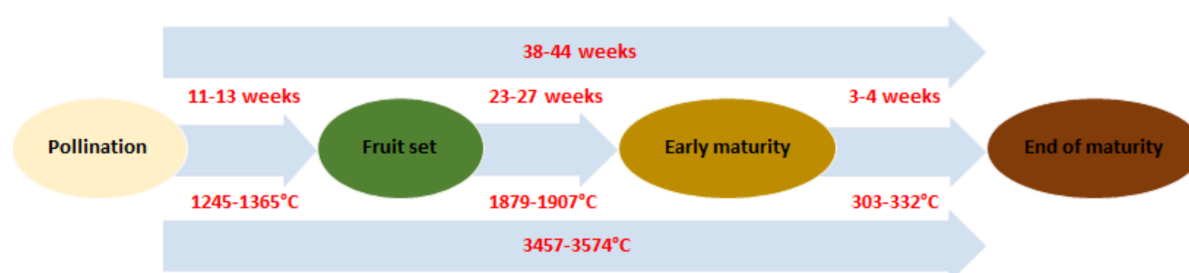 38-44 weeks
11-13 weeks
23-27 weeks
3-4 weeks
Pollination
Fruit set
Early maturity
End of maturity
1245-1365°C
1879-1907°C
303-332°C
3457-3574°C